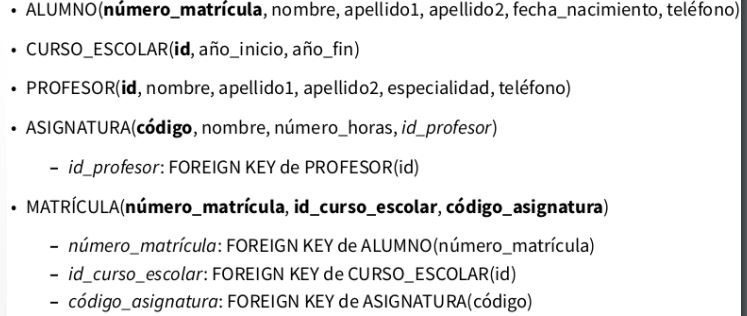 • ALUMNO(número_matrícula, nombre, apellido1, apellido2, fecha_nacimiento, teléfono)
• CURSO_ESCOLAR(id, año_inicio, año_fin)
• PROFESOR(id, nombre, apellido1, apellido2, especialidad, teléfono)
• ASIGNATURA(código, nombre, número_horas, id_profesor)
– id_profesor: FOREIGN KEY de PROFESOR(id)
• MATRÍCULA(número_matrícula, id_curso_escolar, código_asignatura)
– número_matrícula: FOREIGN KEY de ALUMNO(número_matrícula)
– id_curso_escolar: FOREIGN KEY de CURSO_ESCOLAR(id)
– código_asignatura: FOREIGN KEY de ASIGNATURA(código)